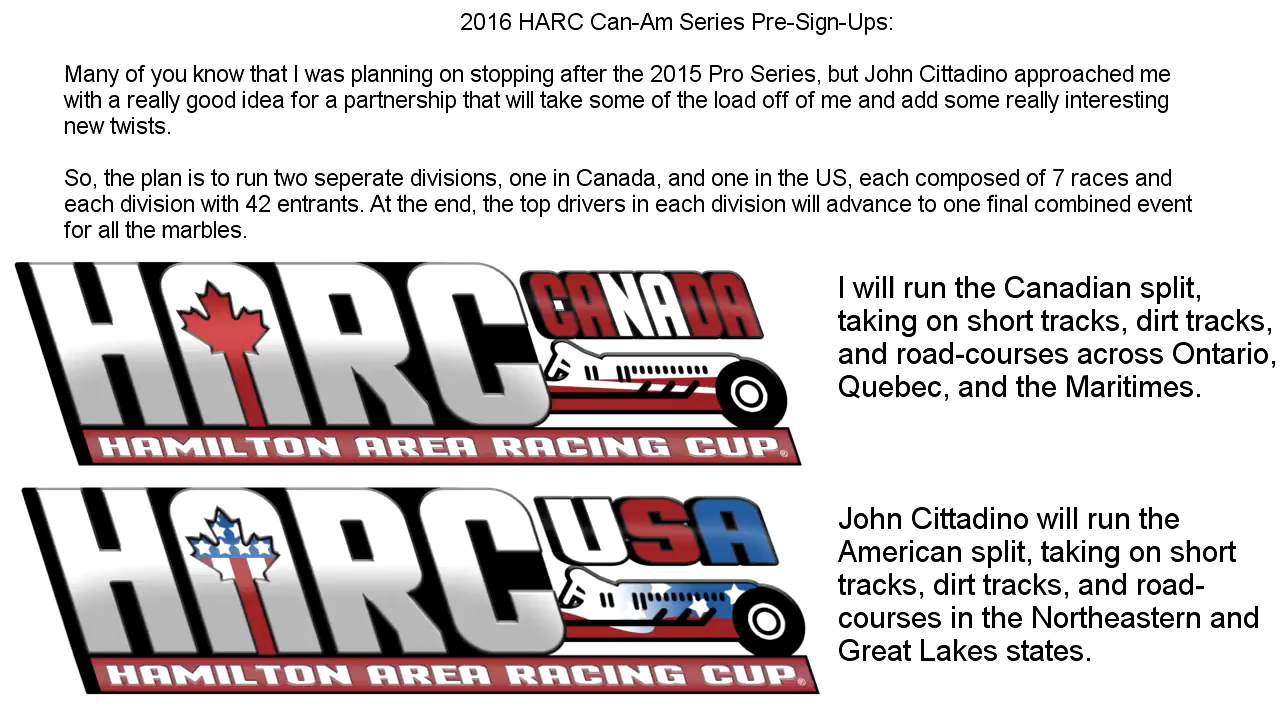 2016 HARC Can-Am Series Pre-Sign-Ups:
Many of you know that I was planning on stopping after the 2015 Pro Series, but John Cittadino approached me
with a really good idea for a partnership that will take some of the load off of me and add some really interesting
new twists.
So, the plan is to run two seperate divisions, one in Canada, and one in the US, each composed of 7 races and
each division with 42 entrants. At the end, the top drivers in each division will advance to one final combined event
for all the marbles.
HARC CANADA
HAMILTON AREA RACING CUP®
I will run the Canadian split,
taking on short tracks, dirt tracks,
and road-courses across Ontario,
Quebec, and the Maritimes.
HARC USA
HAMILTON AREA RACING CUP®
John Cittadino will run the
American split, taking on short
tracks, dirt tracks, and road-
courses in the Northeastern and
Great Lakes states.